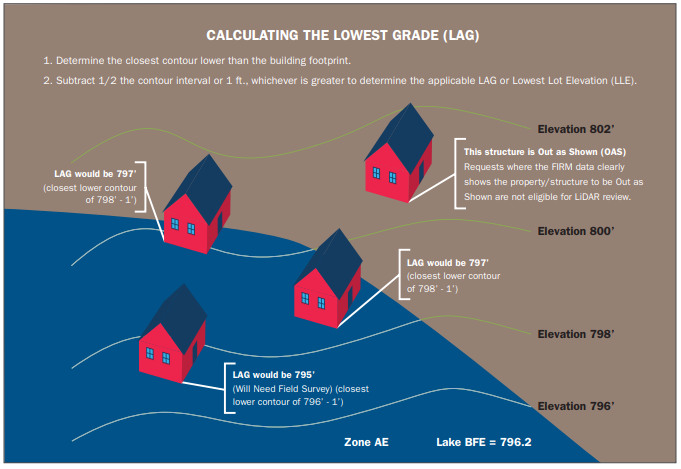 CALCULATING THE LOWEST GRADE (LAG)
1. Determine the closest contour lower than the building footprint.
2. Subtract 1/2 the contour interval or 1 ft., whichever is greater to determine the applicable LAG or Lowest Lot Elevation (LLE).
Elevation 802’
This structure is Out as Shown (OAS)
Requests where the FIRM data clearly
shows the property/structure to be Out as
Shown are not eligible for LiDAR review.
LAG would be 797’
(closest lower contour
of 798’ - 1’)
Elevation 800’
LAG would be 797’
(closest lower contour
of 798’ - 1’)
Elevation 798’
LAG would be 795’
(Will Need Field Survey) (closest
lower contour of 796’ - 1’)
Elevation 796’
Zone AE
Lake BFE = 796.2